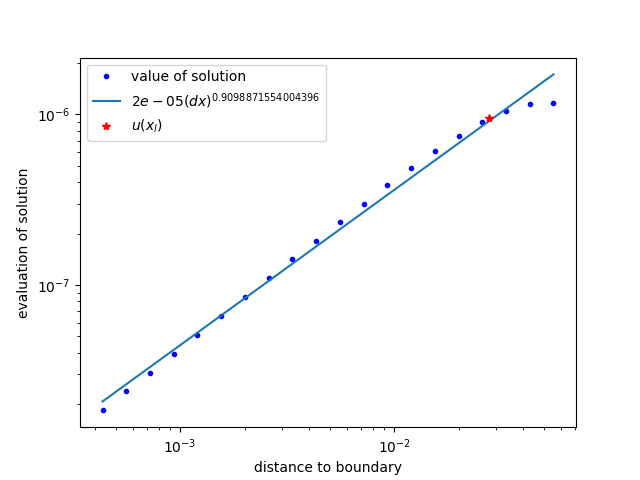 value of solution
2e − 05(dx)^0.9098871554004396
u(x_l)
10^−6
10^−7
evaluation of solution
10^−3 10^−2
distance to boundary